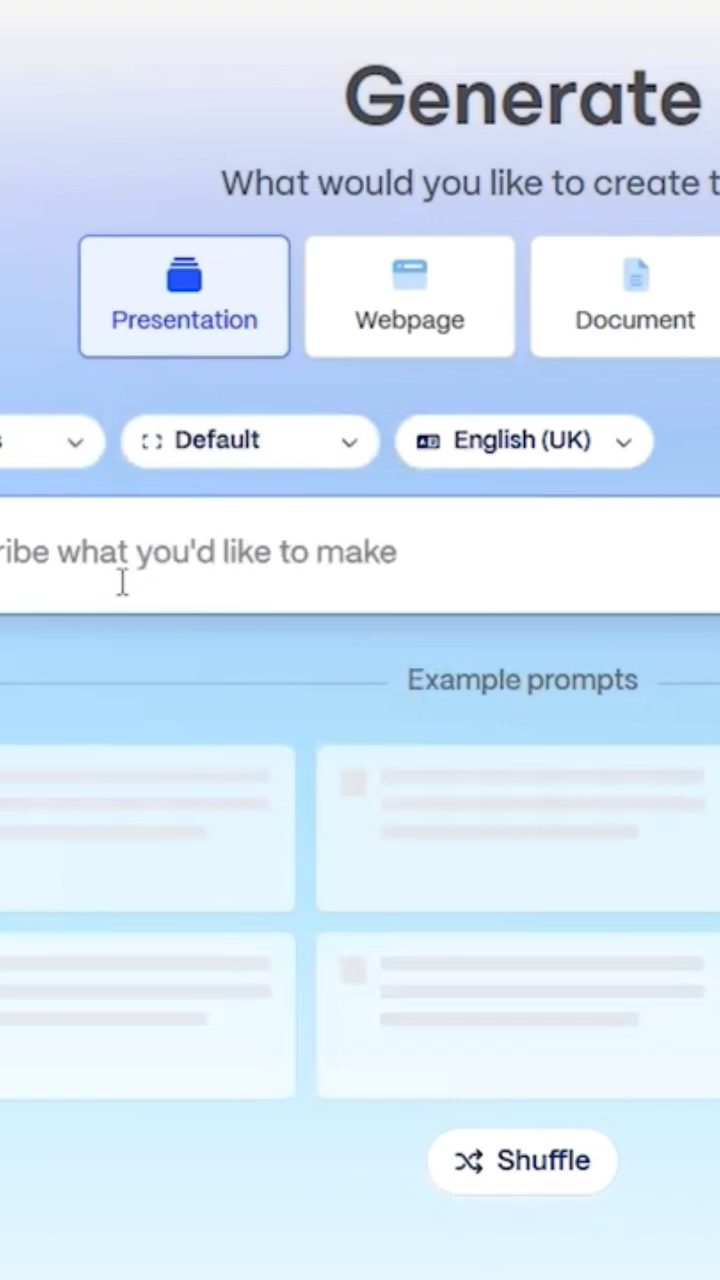 Generate
What would you like to create t
Presentation
Webpage
Document
s
Default
English (UK)
ribe what you'd like to make
Example prompts
Shuffle